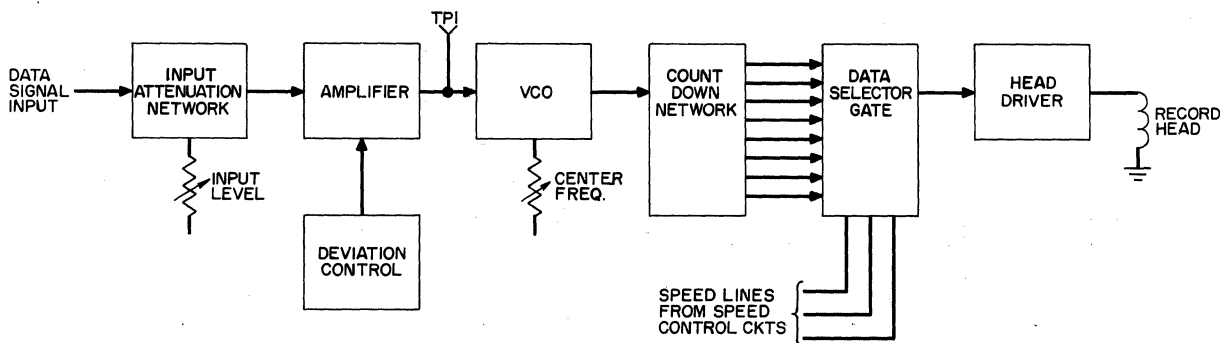 TP1
DATA
SIGNAL
INPUT
INPUT
ATTENUATION
NETWORK
INPUT
LEVEL
AMPLIFIER
DEVIATION
CONTROL
VCO
CENTER
FREQ.
COUNT
DOWN
NETWORK
DATA
SELECTOR
GATE
SPEED LINES
FROM SPEED
CONTROL CKTS
HEAD
DRIVER
RECORD
HEAD